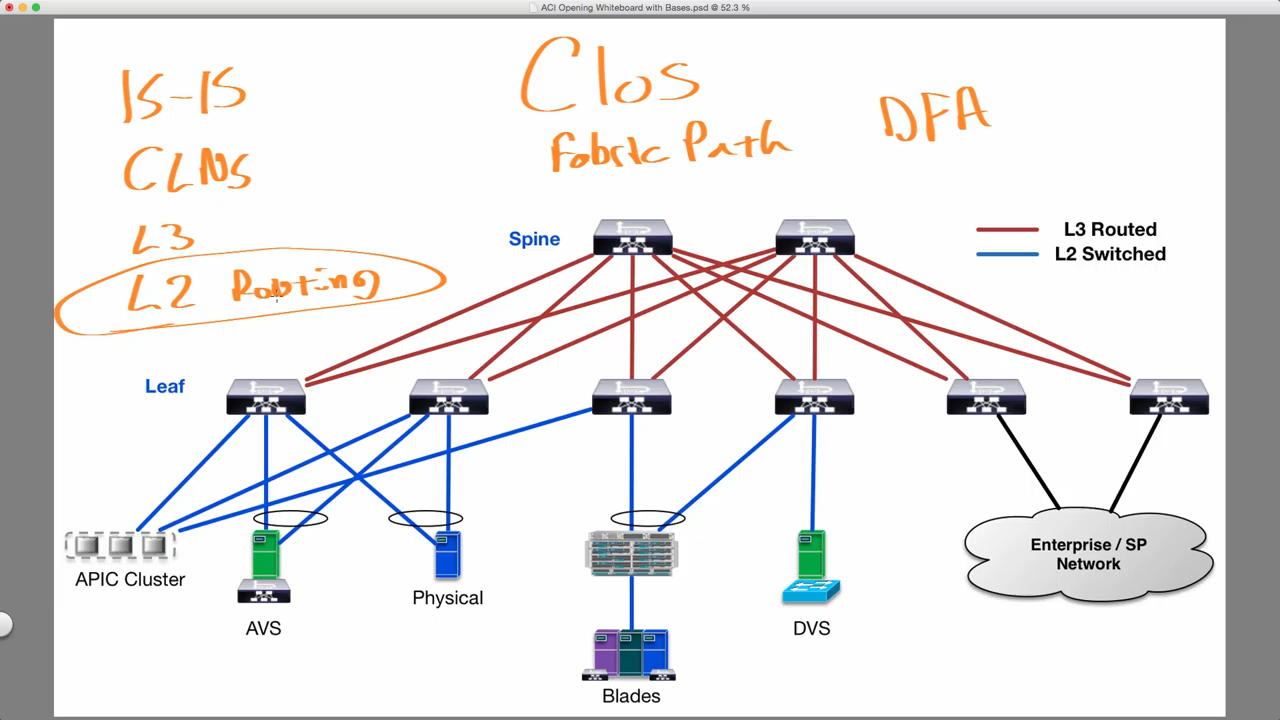 ACI Opening Whiteboard with Bases.psd @ 52.3 %
IS-IS
Clos
DFA
Fabric Path
CLNS
L3
L2 Routing
Spine
L3 Routed
L2 Switched
Leaf
APIC Cluster
AVS
Physical
Blades
DVS
Enterprise / SP
Network